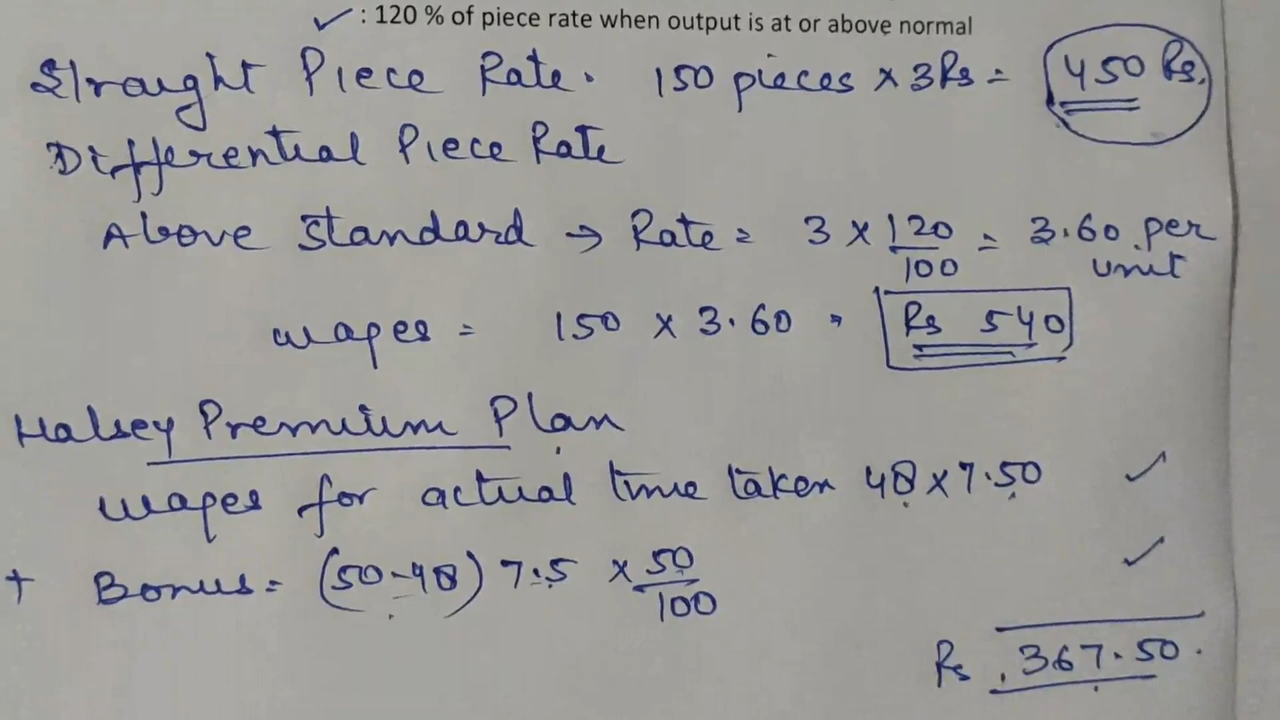 : 120 % of piece rate when output is at or above normal
Straight Piece Rate. 150 pieces × 3Rs = 450 Rs.
Differential Piece Rate
Above Standard → Rate = 3 × 120/100 = 3.60 per unit
wages = 150 × 3.60 = Rs 540
Halsey Premium Plan
wages for actual time taken 48 × 7.50 ✓
+ Bonus = (50-48) 7.5 × 50/100 ✓
Rs 367.50.